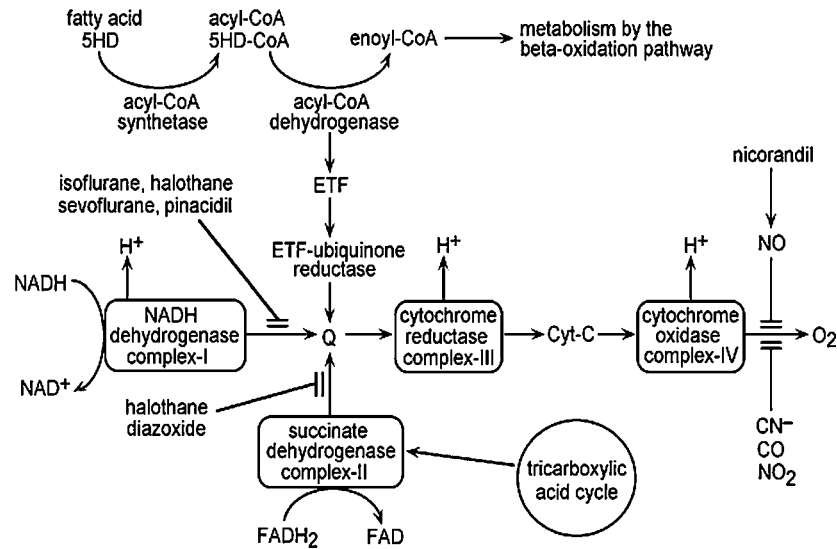 fatty acid
5HD
acyl-CoA
5HD-CoA
enoyl-CoA
metabolism by the
beta-oxidation pathway
acyl-CoA
synthetase
acyl-CoA
dehydrogenase
nicorandil
isoflurane, halothane
sevoflurane, pinacidil
ETF
H+
ETF-ubiquinone
reductase
H+
H+
NO
NADH
NADH
dehydrogenase
complex-I
Q
cytochrome
reductase
complex-III
Cyt-C
cytochrome
oxidase
complex-IV
O2
NAD+
halothane
diazoxide
succinate
dehydrogenase
complex-II
tricarboxylic
acid cycle
CN–
CO
NO2
FADH2
FAD